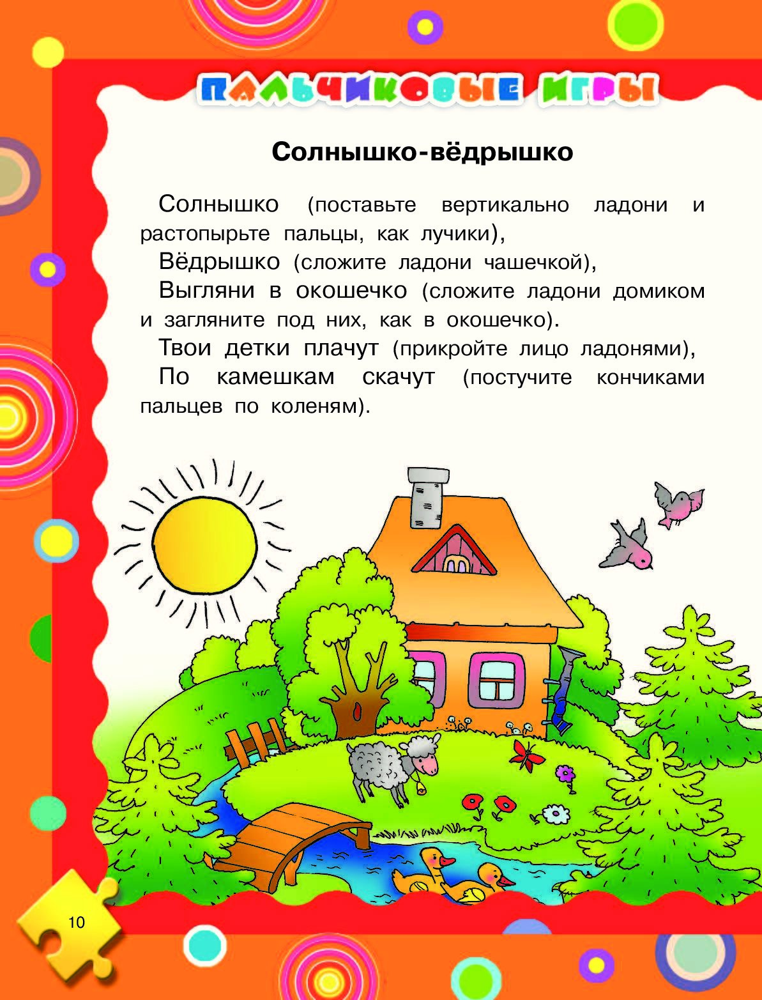 ПАЛЬЧИКОВЫЕ ИГРЫ
Солнышко-вёдрышко
Солнышко (поставьте вертикально ладони и
растопырьте пальцы, как лучики),
Вёдрышко (сложите ладони чашечкой),
Выгляни в окошечко (сложите ладони домиком
и загляните под них, как в окошечко).
Твои детки плачут (прикройте лицо ладонями),
По камешкам скачут (постучите кончиками
пальцев по коленям).
10